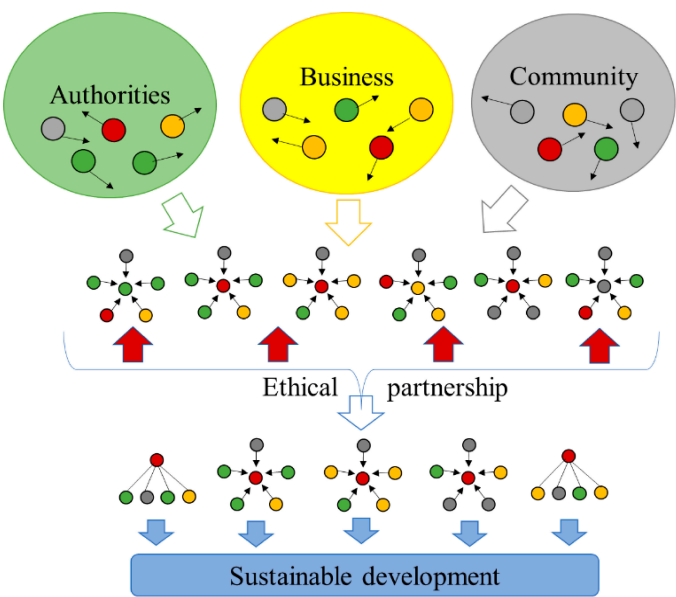 Authorities
Business
Community
Ethical partnership
Sustainable development